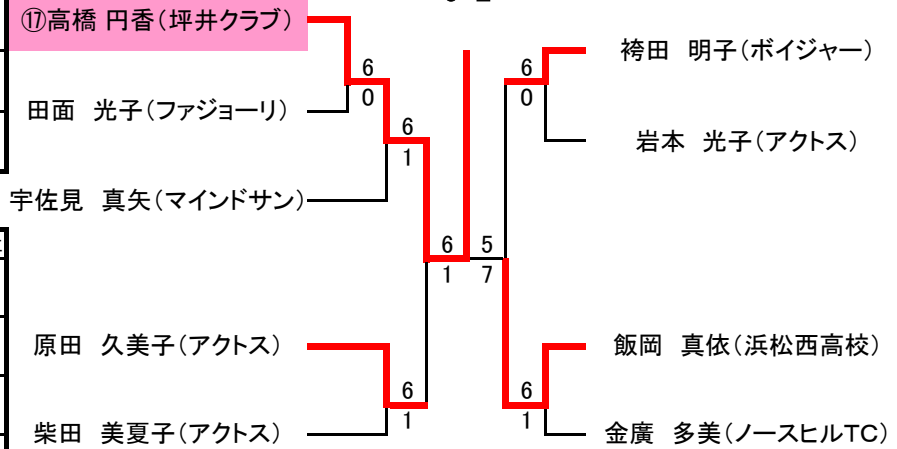 ⑰高橋 円香（坪井クラブ）
袴田　明子（ボイジャー）
6
0
6
0
田面　光子（ファジョーリ）
6
1
岩本　光子（アクトス）
宇佐見　真矢（マインドサン）
6
1
5
7
原田　久美子（アクトス）
飯岡　真依（浜松西高校）
6
1
6
1
柴田　美夏子（アクトス）
金廣　多美（ノースヒルTC）